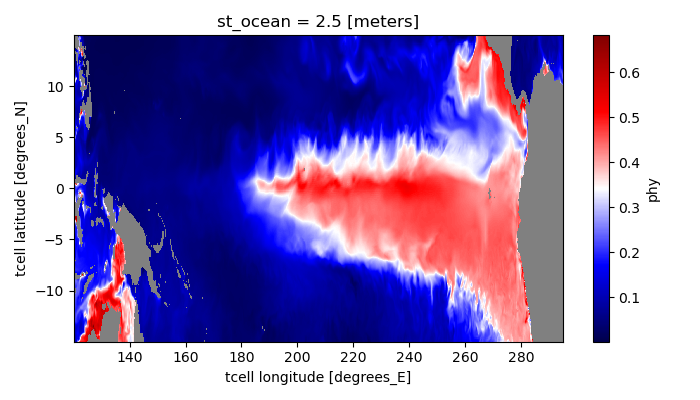 st_ocean = 2.5 [meters]
10
5
0
−5
−10
tcell latitude [degrees_N]
140 160 180 200 220 240 260 280
tcell longitude [degrees_E]
0.6
0.5
0.4
0.3
0.2
0.1
phy